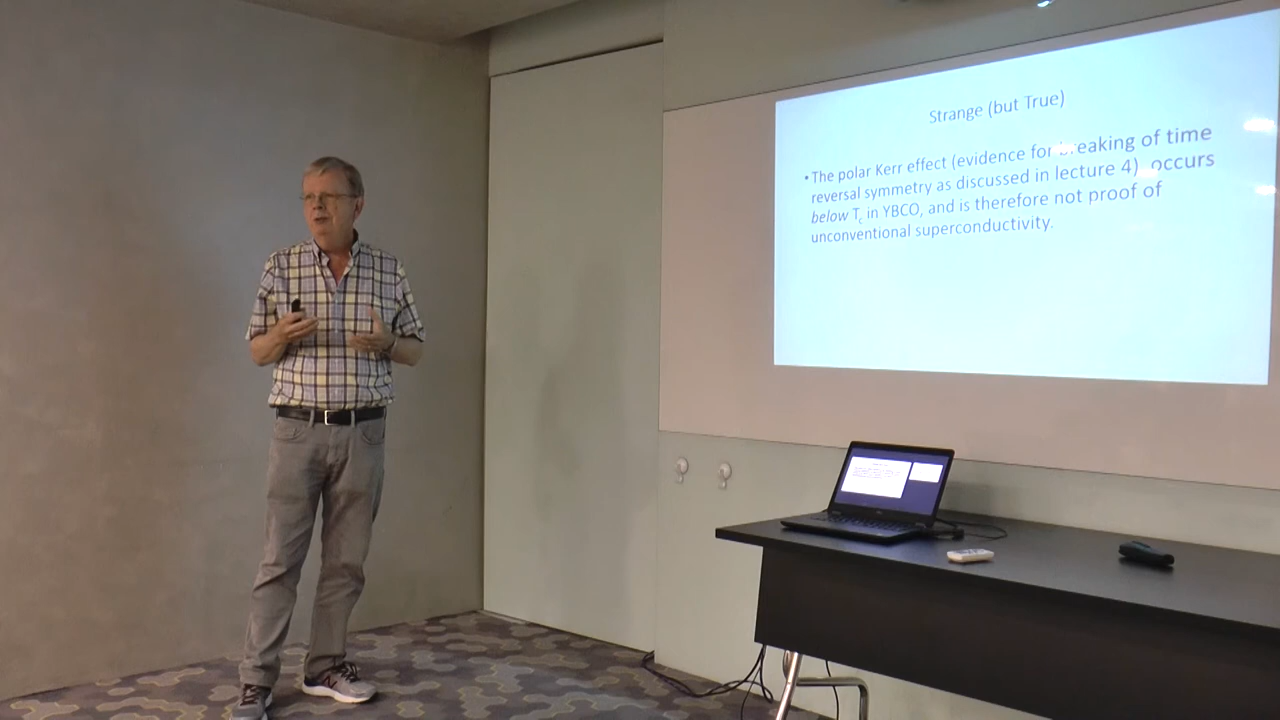 Strange (but True)
• The polar Kerr effect (evidence for breaking of time
reversal symmetry as discussed in lecture 4) occurs
below Tc in YBCO, and is therefore not proof of
unconventional superconductivity.